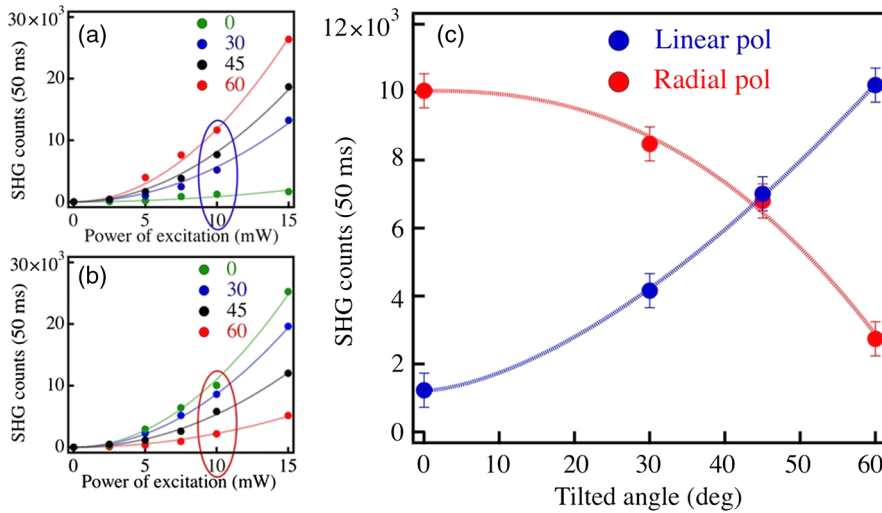 30×10³
(a)
0
30
45
60
20
10
0
SHG counts (50 ms)
0 5 10 15
Power of excitation (mW)
30×10³
(b)
0
30
45
60
20
10
0
SHG counts (50 ms)
0 5 10 15
Power of excitation (mW)
12×10³
(c)
Linear pol
Radial pol
10
8
6
4
2
0
SHG counts (50 ms)
0 10 20 30 40 50 60
Tilted angle (deg)